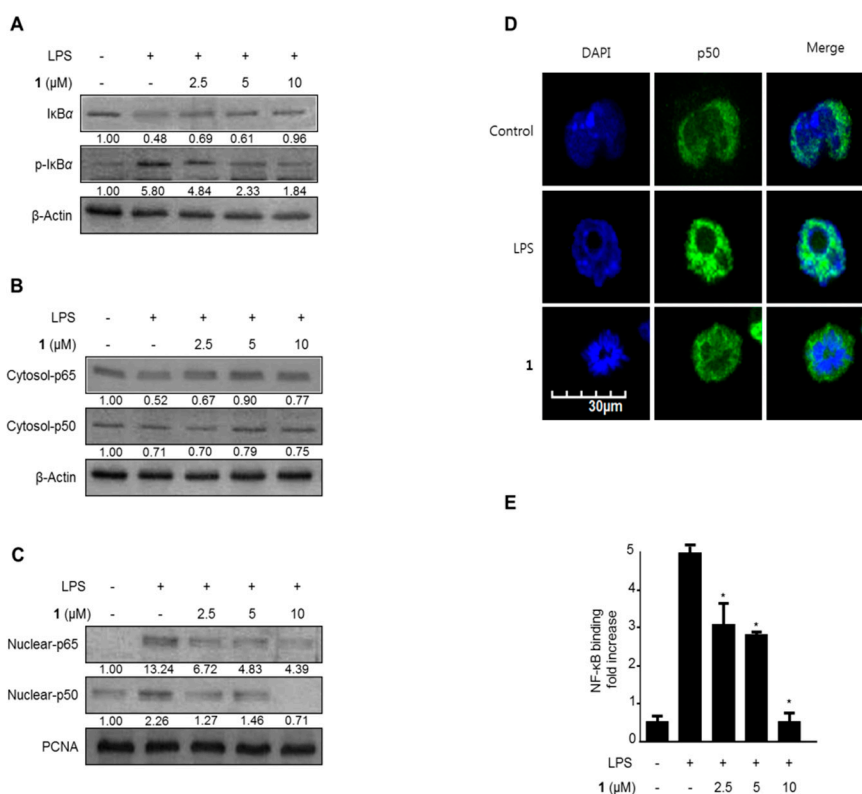 A
LPS - + + + +
1 (μM) - - 2.5 5 10
IκBα
1.00 0.48 0.69 0.61 0.96
p-IκBα
1.00 5.80 4.84 2.33 1.84
β-Actin
B
LPS - + + + +
1 (μM) - - 2.5 5 10
Cytosol-p65
1.00 0.52 0.67 0.90 0.77
Cytosol-p50
1.00 0.71 0.70 0.79 0.75
β-Actin
C
LPS - + + + +
1 (μM) - - 2.5 5 10
Nuclear-p65
1.00 13.24 6.72 4.83 4.39
Nuclear-p50
1.00 2.26 1.27 1.46 0.71
PCNA
D
DAPI p50 Merge
Control
LPS
1
30μm
E
NF-κB binding
fold increase
5
3
1
0
* * *
LPS - + + + +
1 (μM) - - 2.5 5 10